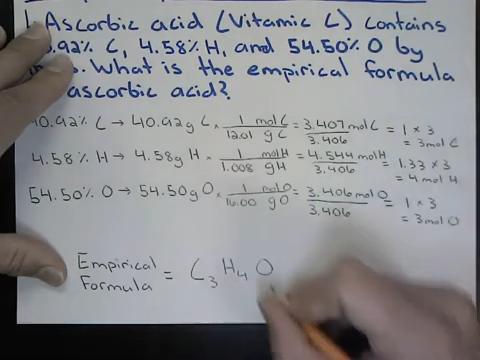 1. Ascorbic acid (Vitamic C) contains
.92% C, 4.58% H, and 54.50% O by
. What is the empirical formula
ascorbic acid?
40.92% C → 40.92g C × 1 mol C / 12.01 g C = 3.407 mol C / 3.406 = 1 × 3 = 3 mol C
4.58% H → 4.58g H × 1 mol H / 1.008 g H = 4.544 mol H / 3.406 = 1.33 × 3 = 4 mol H
54.50% O → 54.50g O × 1 mol O / 16.00 g O = 3.406 mol O / 3.406 = 1 × 3 = 3 mol O
Empirical Formula = C₃H₄O